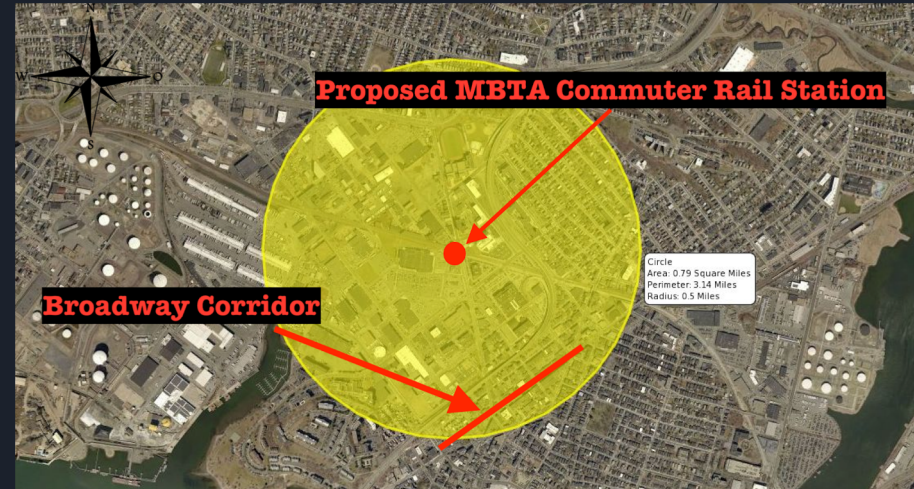 N
W
O
S
Proposed MBTA Commuter Rail Station
Circle
Area: 0.79 Square Miles
Perimeter: 3.14 Miles
Radius: 0.5 Miles
Broadway Corridor